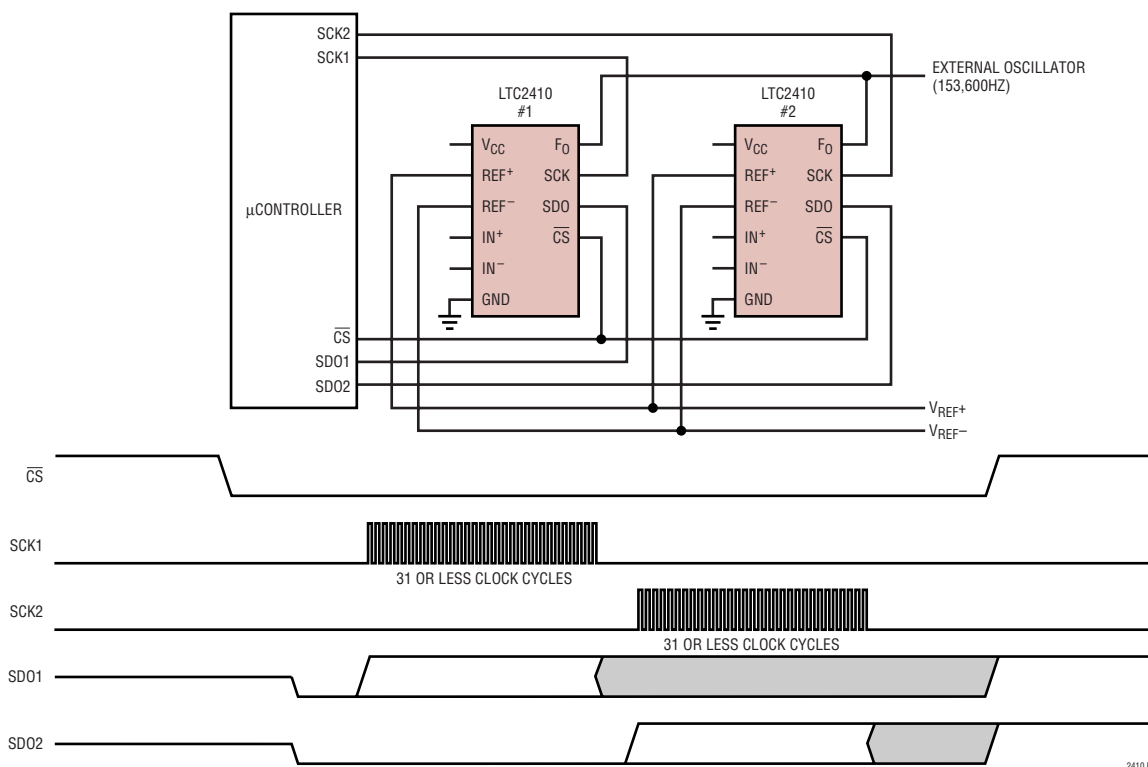 SCK2
SCK1
EXTERNAL OSCILLATOR
(153,600HZ)
LTC2410
#1
LTC2410
#2
VCC FO
VCC FO
REF+ SCK
REF+ SCK
µCONTROLLER
REF– SDO
REF– SDO
IN+ CS
IN+ CS
IN–
IN–
GND
GND
CS
SDO1
SDO2
VREF+
VREF–
CS
SCK1
31 OR LESS CLOCK CYCLES
SCK2
31 OR LESS CLOCK CYCLES
SDO1
SDO2